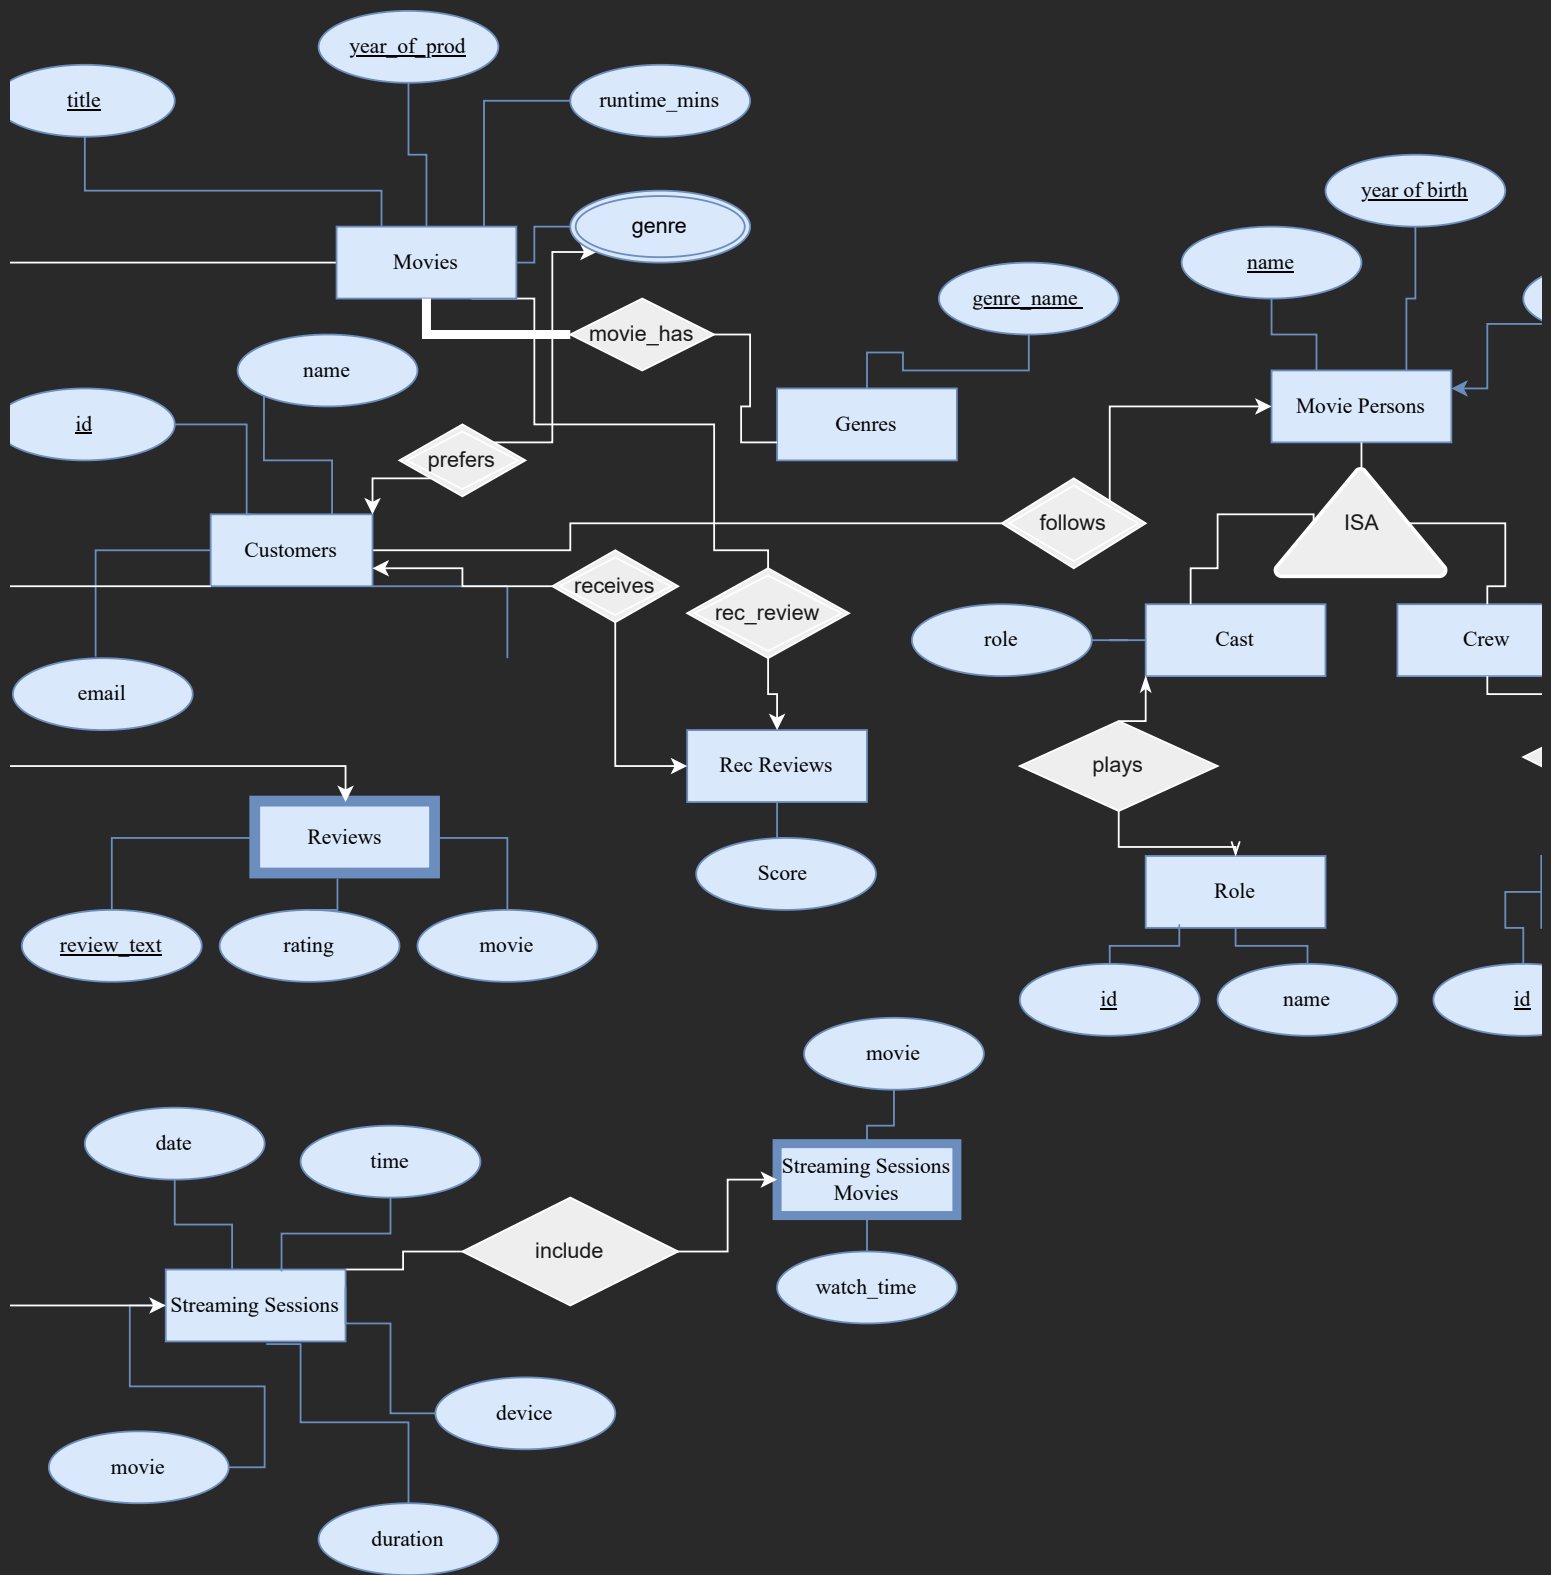 year_of_prod
title
runtime_mins
year of birth
genre
Movies
name
genre_name
movie_has
name
Movie Persons
id
Genres
prefers
follows
ISA
Customers
receives
rec_review
role
Cast
Crew
email
Rec Reviews
plays
Reviews
Score
Role
review_text
rating
movie
id
name
id
movie
date
time
Streaming Sessions
Movies
include
watch_time
Streaming Sessions
device
movie
duration